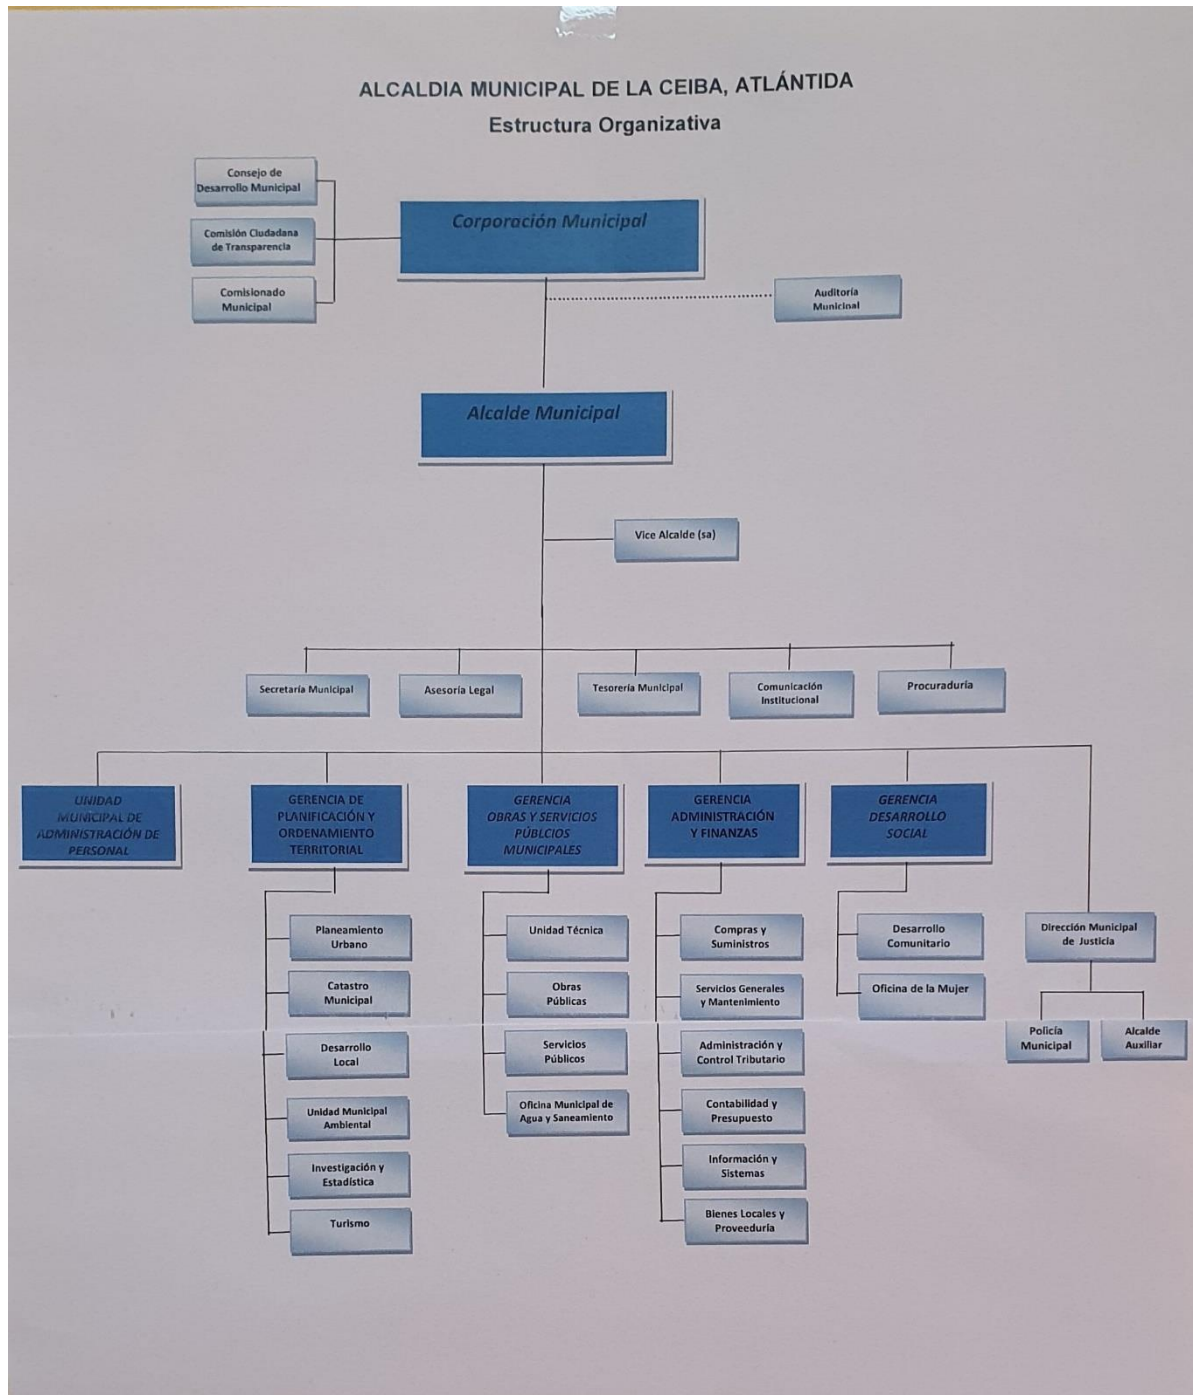 ALCALDIA MUNICIPAL DE LA CEIBA, ATLÁNTIDA
Estructura Organizativa
Consejo de
Desarrollo Municipal
Comisión Ciudadana
de Transparencia
Comisionado
Municipal
Corporación Municipal
Auditoría
Municipal
Alcalde Municipal
Vice Alcalde (sa)
Secretaría Municipal
Asesoría Legal
Tesorería Municipal
Comunicación
Institucional
Procuraduría
UNIDAD
MUNICIPAL DE
ADMINISTRACIÓN DE
PERSONAL
GERENCIA DE
PLANIFICACIÓN Y
ORDENAMIENTO
TERRITORIAL
GERENCIA
OBRAS Y SERVICIOS
PÚBLCIOS
MUNICIPALES
GERENCIA
ADMINISTRACIÓN
Y FINANZAS
GERENCIA
DESARROLLO
SOCIAL
Planeamiento
Urbano
Catastro
Municipal
Desarrollo
Local
Unidad Municipal
Ambiental
Investigación y
Estadística
Turismo
Unidad Técnica
Obras
Públicas
Servicios
Públicos
Oficina Municipal de
Agua y Saneamiento
Compras y
Suministros
Servicios Generales
y Mantenimiento
Administración y
Control Tributario
Contabilidad y
Presupuesto
Información y
Sistemas
Bienes Locales y
Proveeduría
Desarrollo
Comunitario
Oficina de la Mujer
Dirección Municipal
de Justicia
Policía
Municipal
Alcalde
Auxiliar